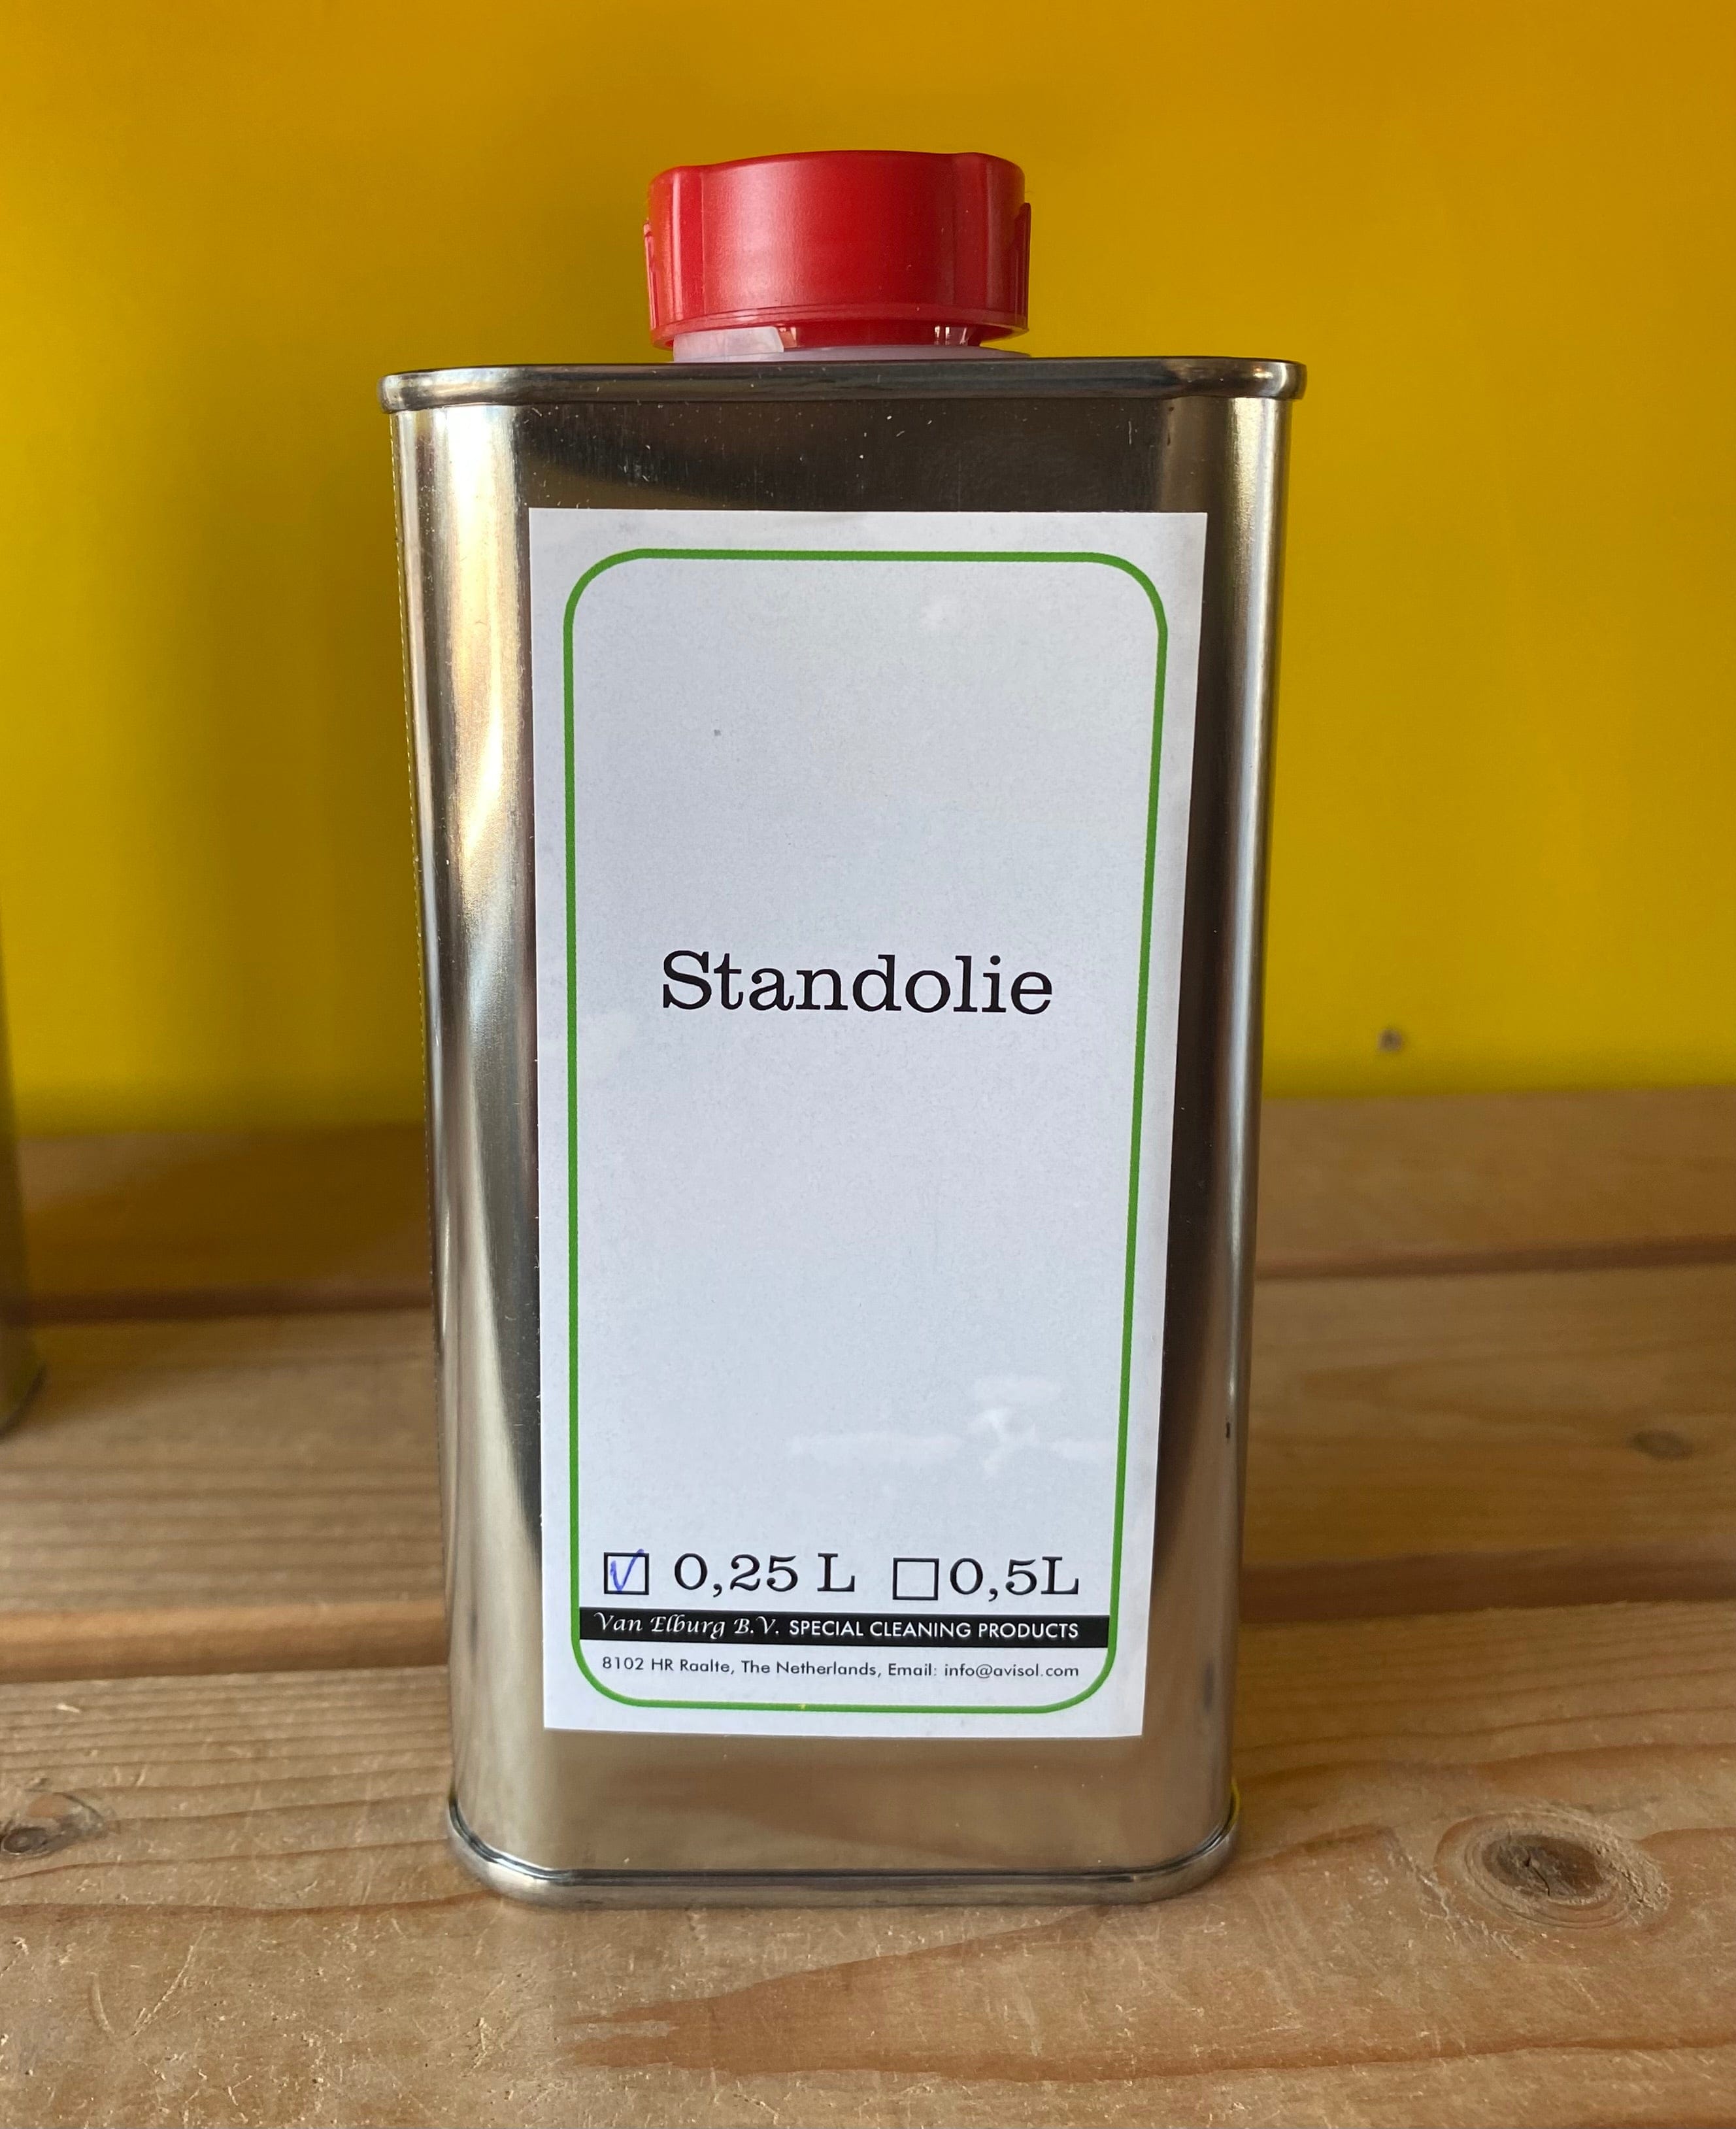 Standolie
☑ 0,25 L ☐ 0,5L
Van Elburg B.V. SPECIAL CLEANING PRODUCTS
8102 HR Raalte, The Netherlands, Email: info@avisol.com